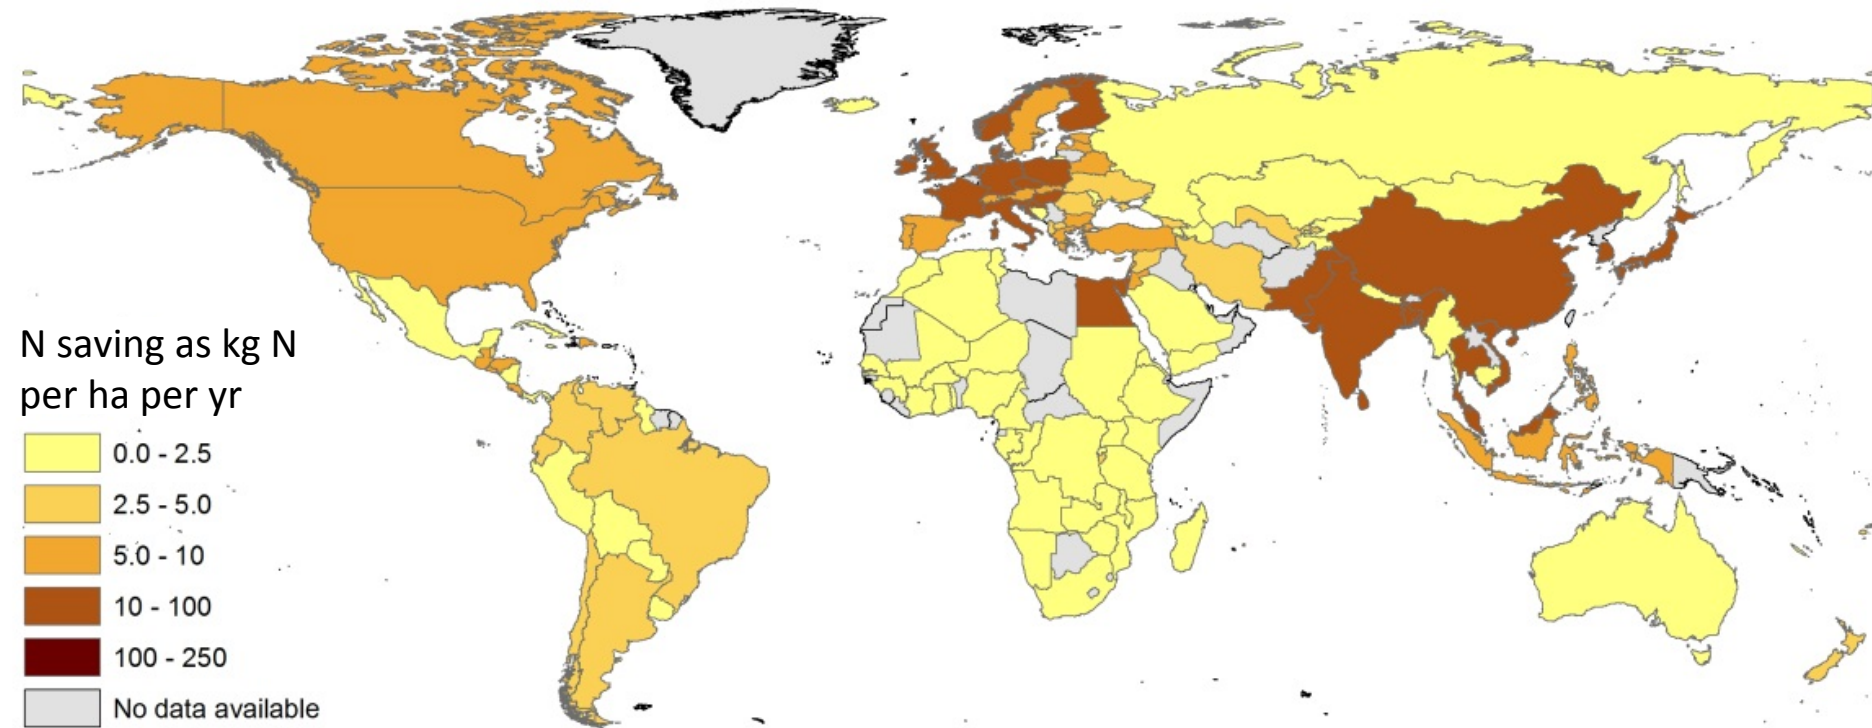 N saving as kg N
per ha per yr
0.0 - 2.5
2.5 - 5.0
5.0 - 10
10 - 100
100 - 250
No data available